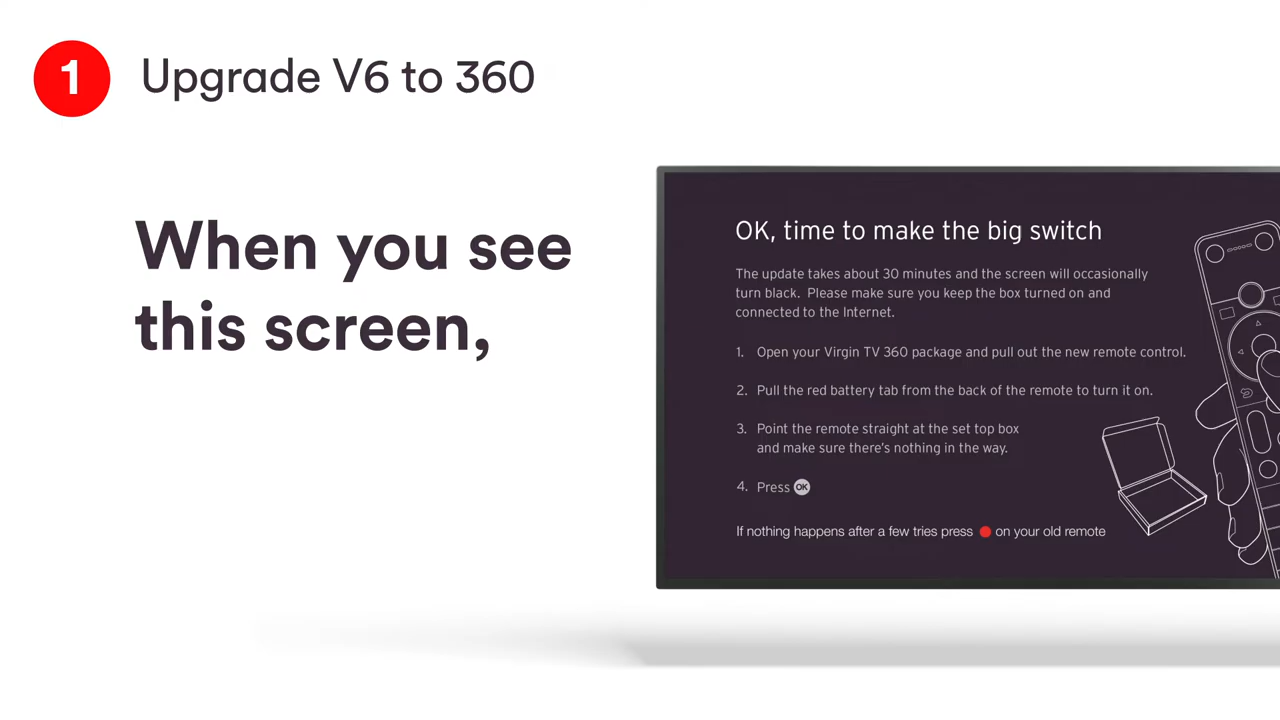 1 Upgrade V6 to 360
When you see
this screen,
OK, time to make the big switch
The update takes about 30 minutes and the screen will occasionally
turn black. Please make sure you keep the box turned on and
connected to the Internet.
1. Open your Virgin TV 360 package and pull out the new remote control.
2. Pull the red battery tab from the back of the remote to turn it on.
3. Point the remote straight at the set top box
and make sure there's nothing in the way.
4. Press OK
If nothing happens after a few tries press on your old remote